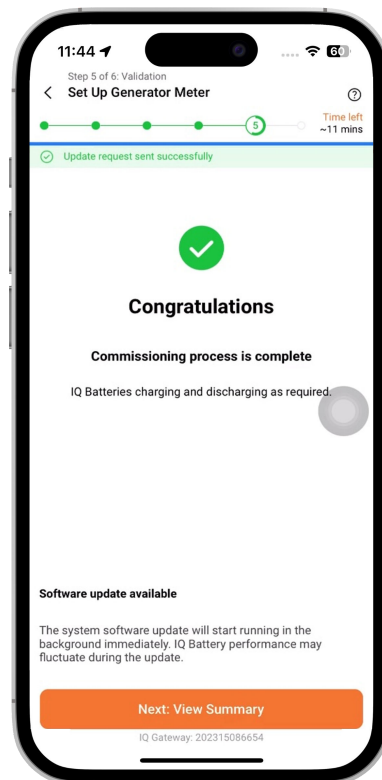 11:44
60
Step 5 of 6: Validation
Set Up Generator Meter
?
5
Time left
~11 mins
Update request sent successfully
Congratulations
Commissioning process is complete
IQ Batteries charging and discharging as required.
Software update available
The system software update will start running in the
background immediately. IQ Battery performance may
fluctuate during the update.
Next: View Summary
IQ Gateway: 202315086654